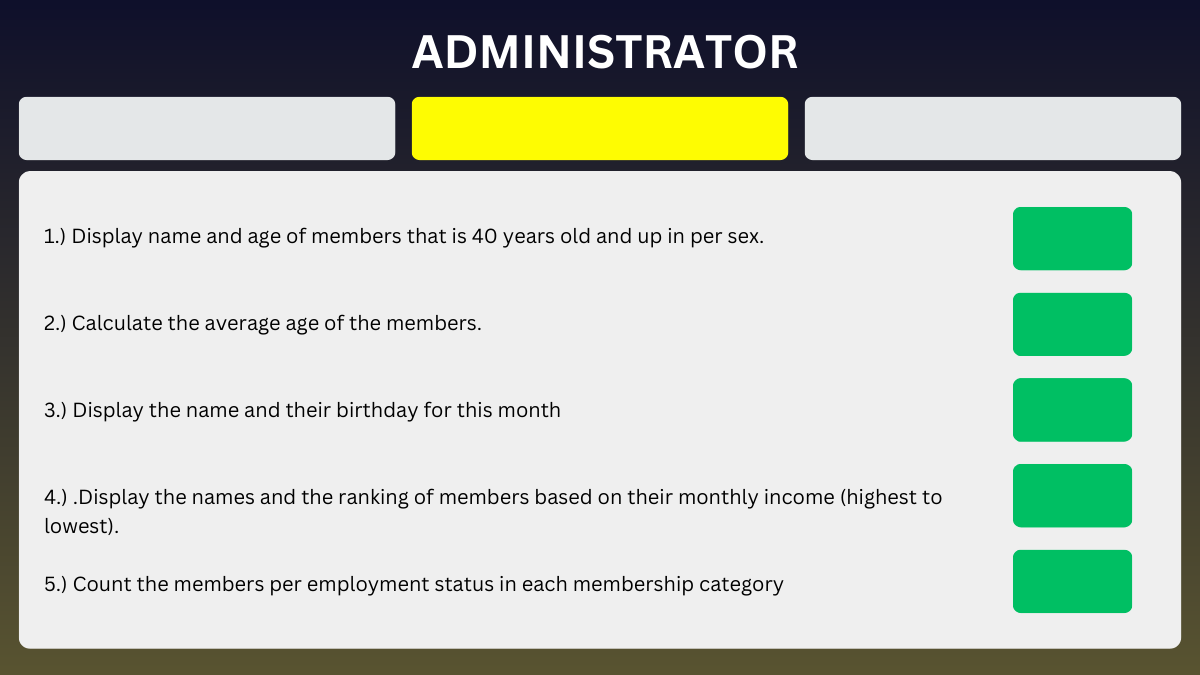 ADMINISTRATOR
1.) Display name and age of members that is 40 years old and up in per sex.
2.) Calculate the average age of the members.
3.) Display the name and their birthday for this month
4.) .Display the names and the ranking of members based on their monthly income (highest to
lowest).
5.) Count the members per employment status in each membership category